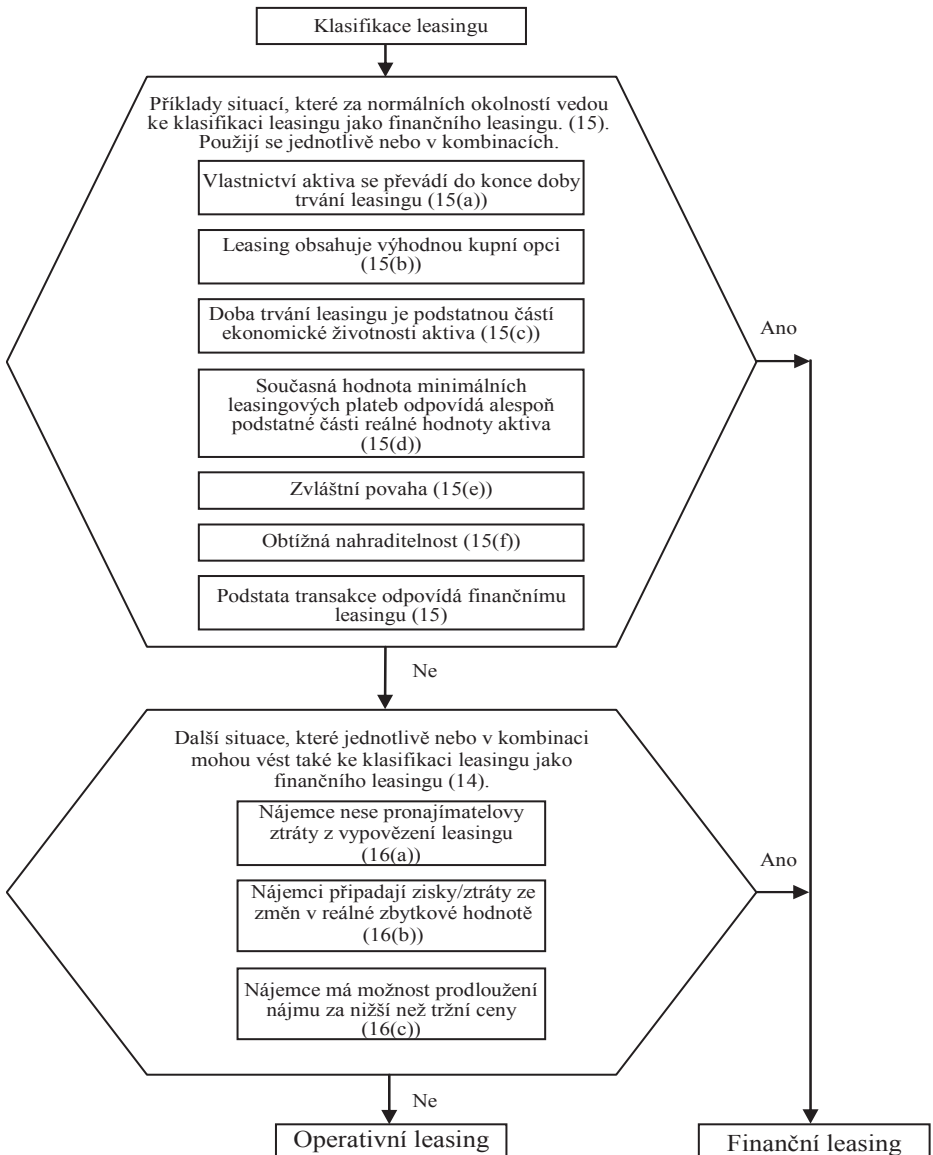 Klasifikace leasingu
Příklady situací, které za normálních okolností vedou
ke klasifikaci leasingu jako finančního leasingu. (15).
Použijí se jednotlivě nebo v kombinacích.
Vlastnictví aktiva se převádí do konce doby
trvání leasingu (15(a))
Leasing obsahuje výhodnou kupní opci
(15(b))
Doba trvání leasingu je podstatnou částí
ekonomické životnosti aktiva (15(c))
Ano
Současná hodnota minimálních
leasingových plateb odpovídá alespoň
podstatné části reálné hodnoty aktiva
(15(d))
Zvláštní povaha (15(e))
Obtížná nahraditelnost (15(f))
Podstata transakce odpovídá finančnímu
leasingu (15)
Ne
Další situace, které jednotlivě nebo v kombinaci
mohou vést také ke klasifikaci leasingu jako
finančního leasingu (14).
Nájemce nese pronajímatelovy
ztráty z vypovězení leasingu
(16(a))
Ano
Nájemci připadají zisky/ztráty ze
změn v reálné zbytkové hodnotě
(16(b))
Nájemce má možnost prodloužení
nájmu za nižší než tržní ceny
(16(c))
Ne
Operativní leasing
Finanční leasing